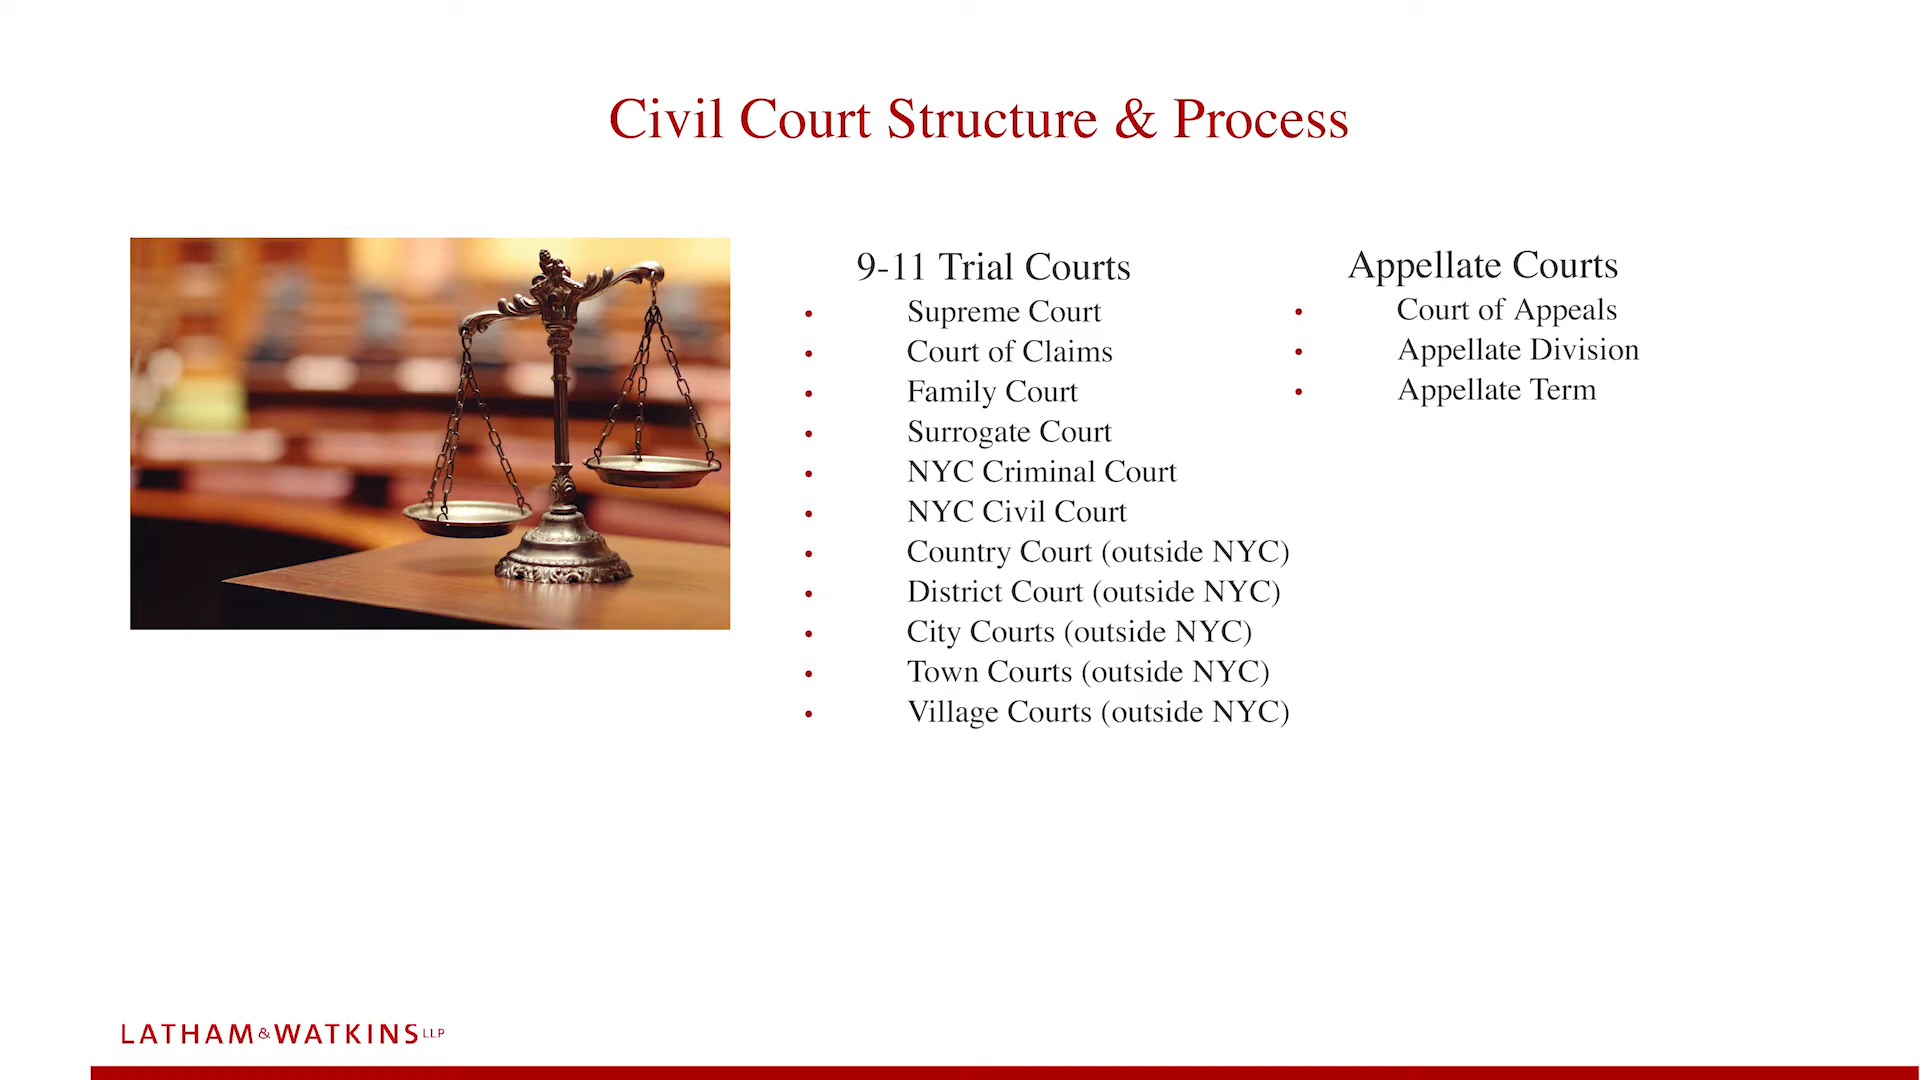 Civil Court Structure & Process
9-11 Trial Courts
• Supreme Court
• Court of Claims
• Family Court
• Surrogate Court
• NYC Criminal Court
• NYC Civil Court
• Country Court (outside NYC)
• District Court (outside NYC)
• City Courts (outside NYC)
• Town Courts (outside NYC)
• Village Courts (outside NYC)
Appellate Courts
• Court of Appeals
• Appellate Division
• Appellate Term
LATHAM&WATKINS LLP